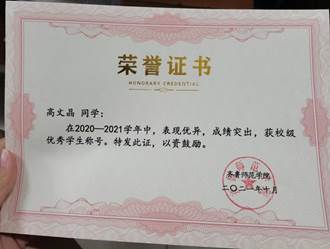 荣誉证书
HONORARY CREDENTIAL
高文晶 同学：
在2020—2021学年中，表现优异，成绩突出，获校级
优秀学生称号。特发此证，以资鼓励。
齐鲁师范学院
二〇二一年十月